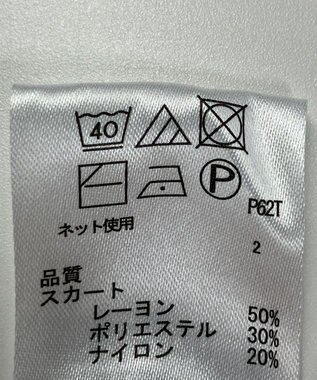 40
P
P62T
ネット使用
2
品質
スカート
レーヨン 50%
ポリエステル 30%
ナイロン 20%